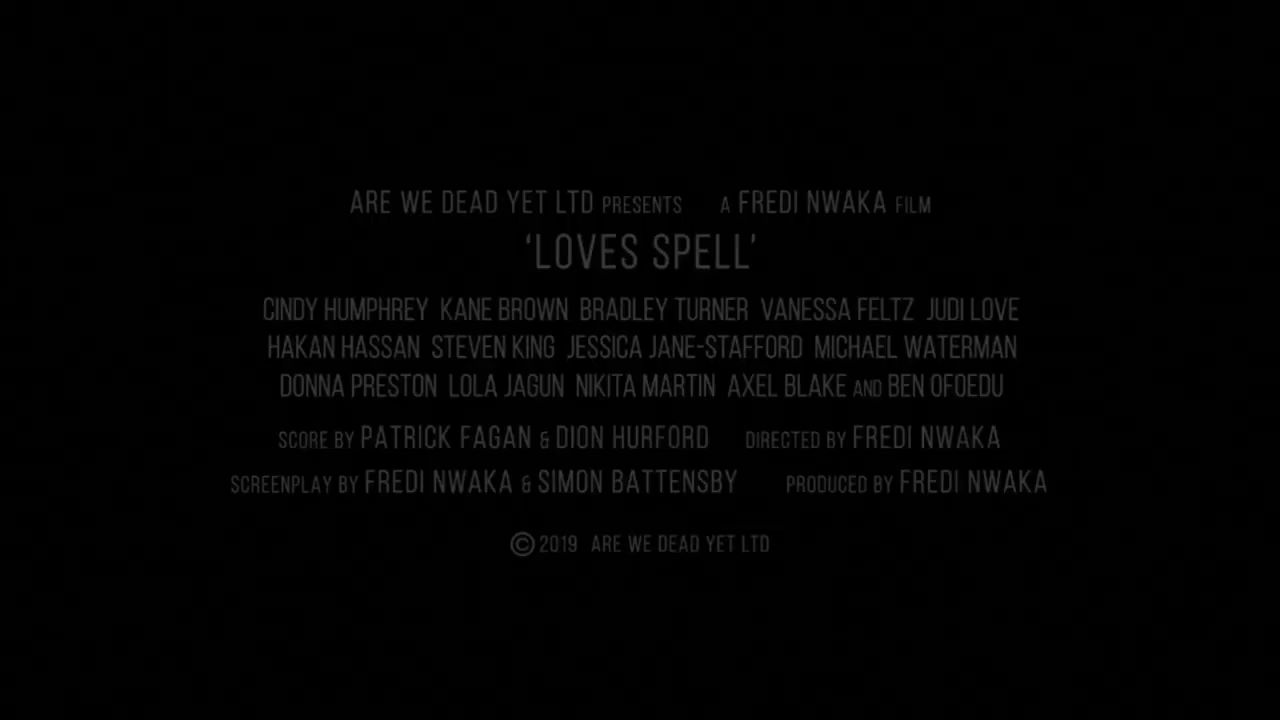 ARE WE DEAD YET LTD PRESENTS A FREDI NWAKA FILM
'LOVES SPELL'
CINDY HUMPHREY KANE BROWN BRADLEY TURNER VANESSA FELTZ JUDI LOVE
HAKAN HASSAN STEVEN KING JESSICA JANE-STAFFORD MICHAEL WATERMAN
DONNA PRESTON LOLA JAGUN NIKITA MARTIN AXEL BLAKE AND BEN OFOEDU
SCORE BY PATRICK FAGAN & DION HURFORD DIRECTED BY FREDI NWAKA
SCREENPLAY BY FREDI NWAKA & SIMON BATTENSBY PRODUCED BY FREDI NWAKA
© 2019 ARE WE DEAD YET LTD